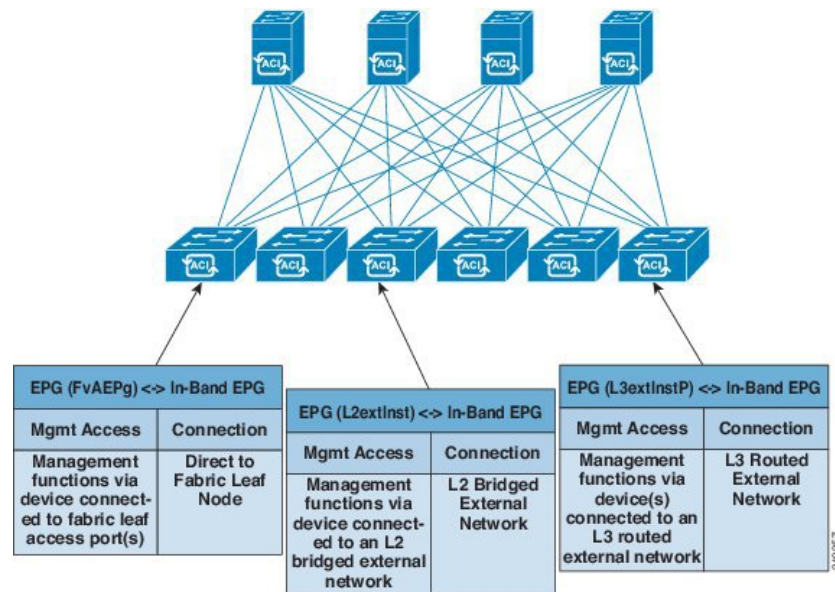 ACI
ACI
ACI
ACI
ACI
ACI
ACI
ACI
ACI
ACI
EPG (FvAEPg) <-> In-Band EPG
Mgmt Access
Connection
Management
functions via
device connect-
ed to fabric leaf
access port(s)
Direct to
Fabric Leaf
Node
EPG (L2extInst) <-> In-Band EPG
Mgmt Access
Connection
Management
functions via
device connect-
ed to an L2
bridged external
network
L2 Bridged
External
Network
EPG (L3extInstP) <-> In-Band EPG
Mgmt Access
Connection
Management
functions via
device(s)
connected to an
L3 routed
external network
L3 Routed
External
Network